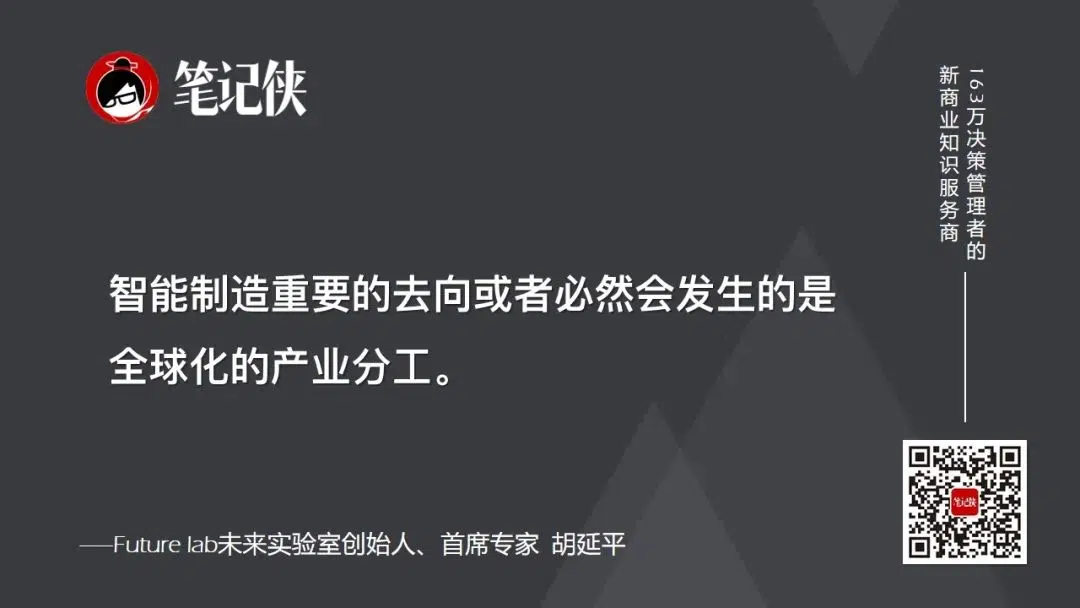 笔记侠
163万决策管理者的
新商业知识服务商
智能制造重要的去向或者必然会发生的是
全球化的产业分工。
——Future lab未来实验室创始人、首席专家 胡延平
笔记侠